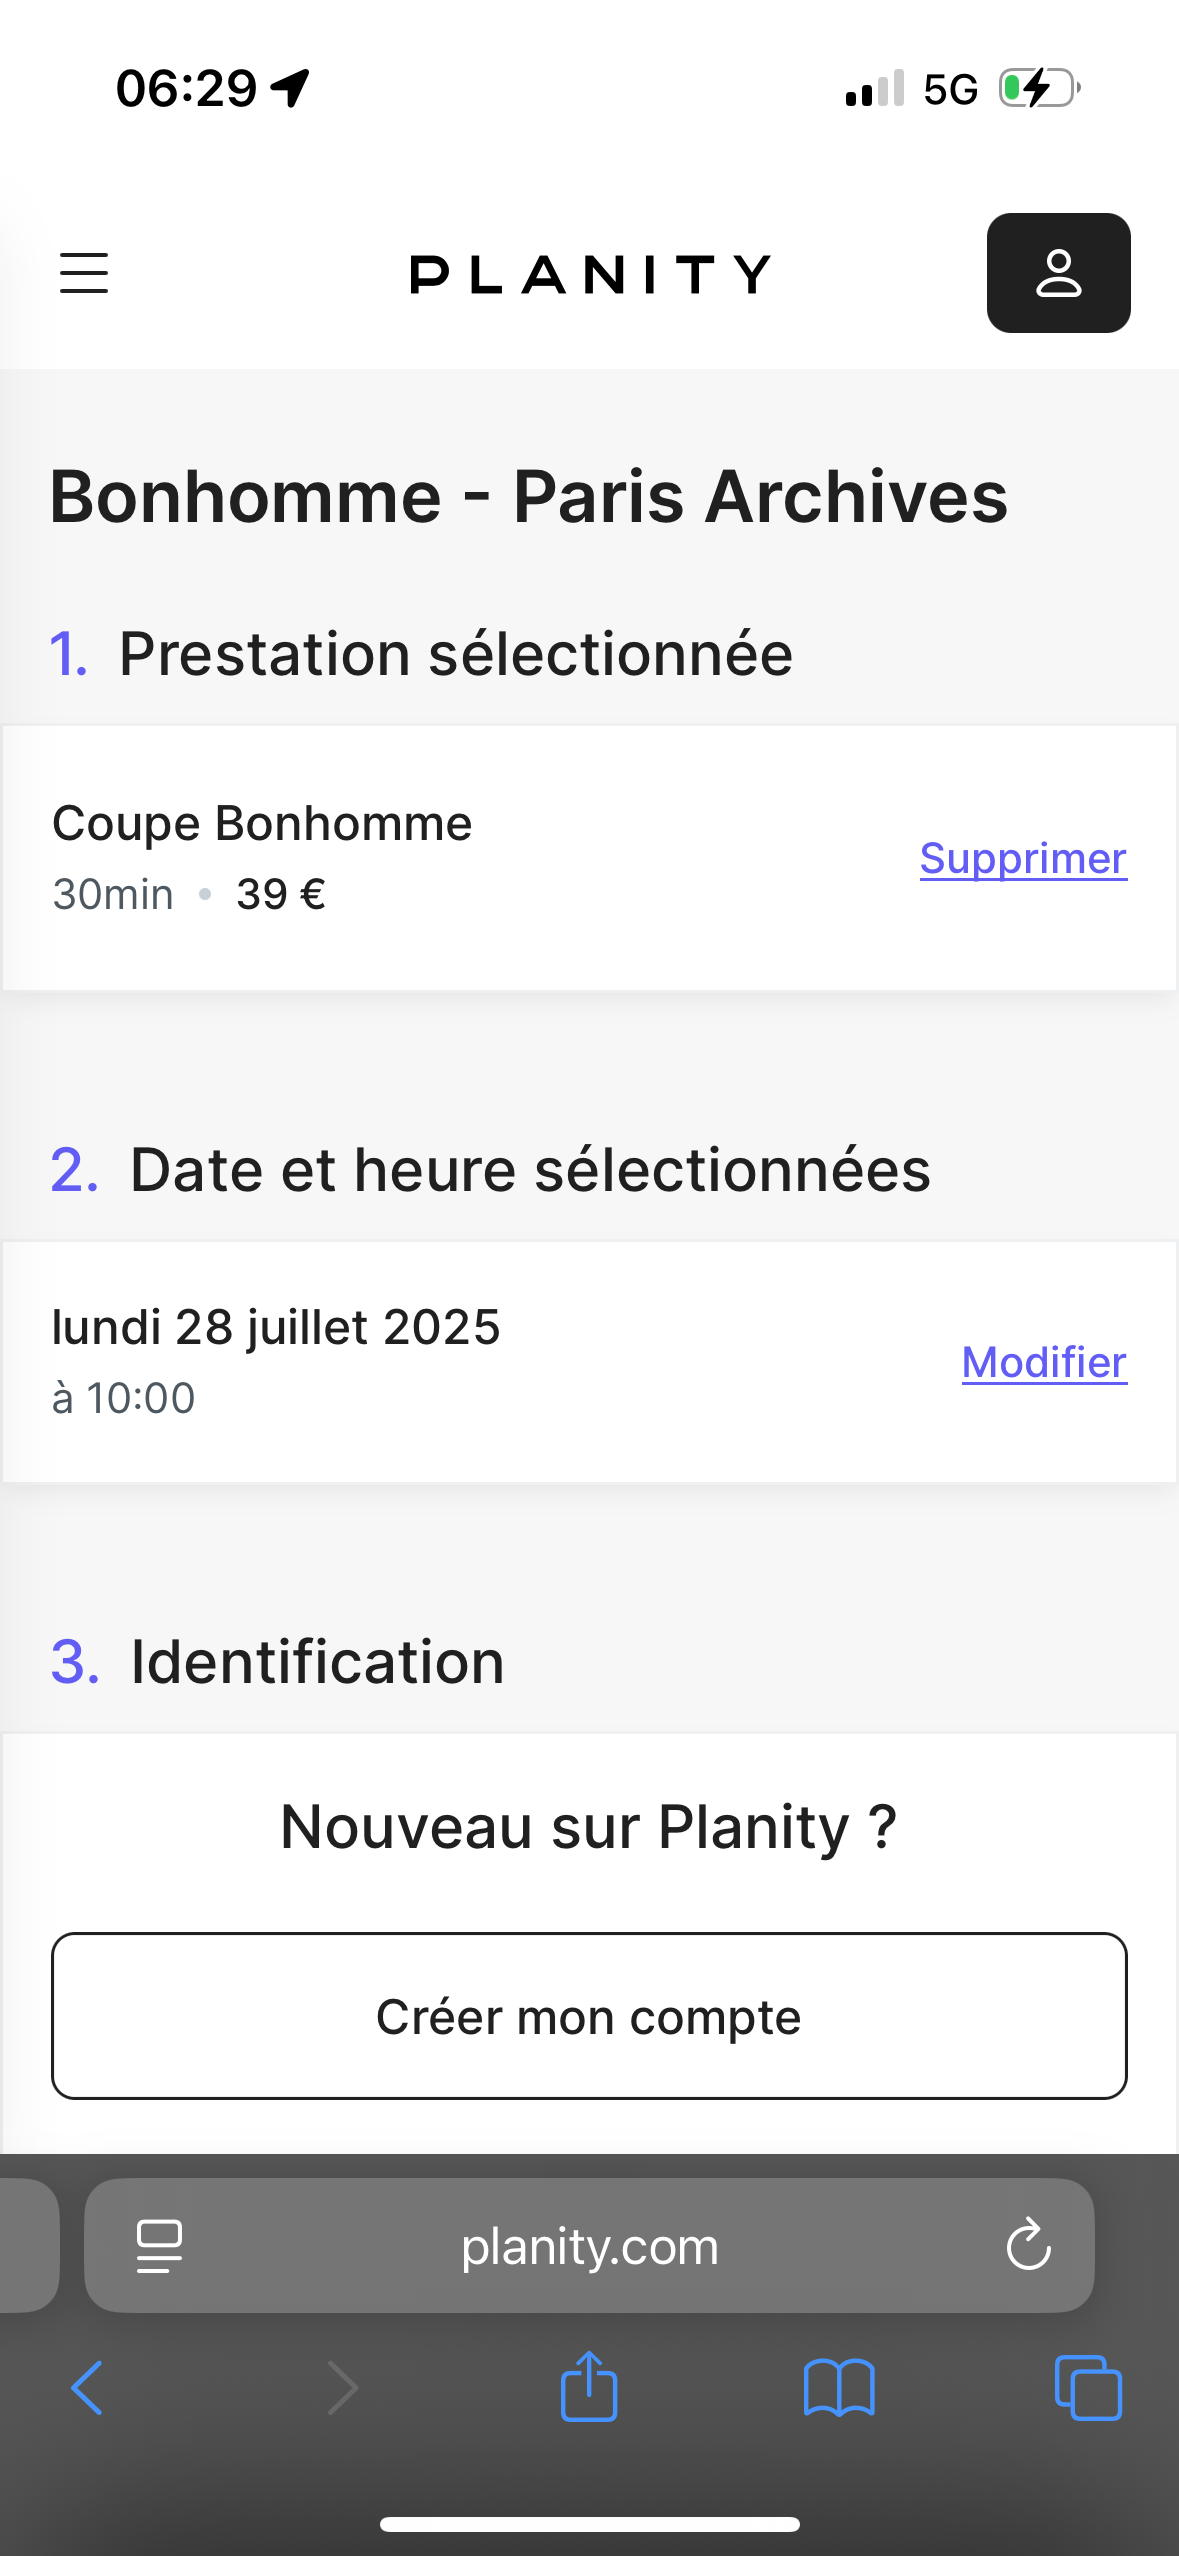 06:29
5G
PLANITY
Bonhomme - Paris Archives
1. Prestation sélectionnée
Coupe Bonhomme
30min • 39 €
Supprimer
2. Date et heure sélectionnées
lundi 28 juillet 2025
à 10:00
Modifier
3. Identification
Nouveau sur Planity ?
Créer mon compte
planity.com